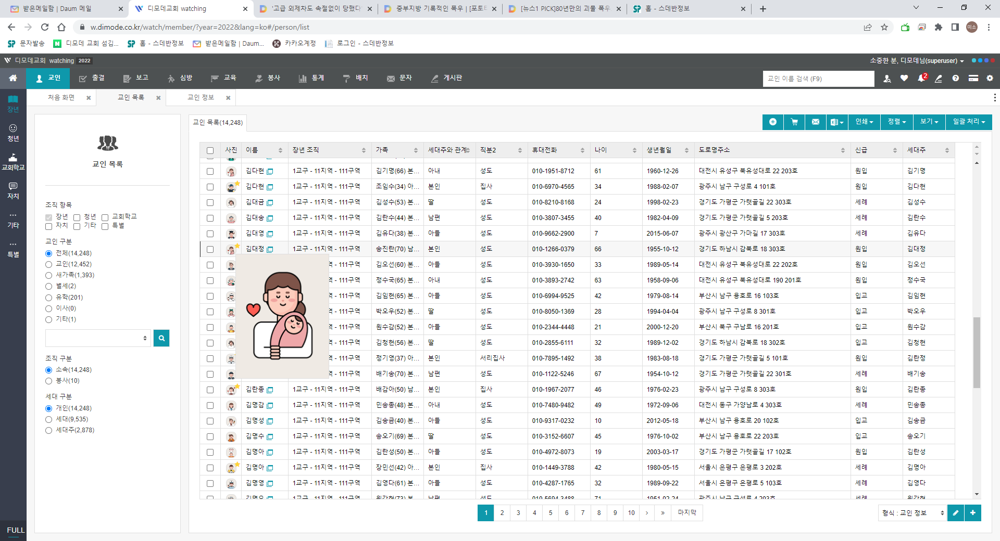 받은메일함 | Daum 메일
디모데교회 watching
'고급 외제차도 속절없이 당했다'
중부지방 기록적인 폭우 | [포토타
[뉴스1 PICK]80년만의 괴물 폭우
홈 - 스데반정보
w.dimode.co.kr/watch/member/?year=2022&lang=ko#/person/list
미소
문자발송
디모데 교회 섬김...
홈 - 스데반정보
받은메일함 | Daum...
카카오계정
로그인 - 스데반정보
디모데교회 watching 2022
소중한 분, 디모데님(superuser)
교인 출결 보고 심방 교육 봉사 통계 배치 문자 게시판
교인 이름 검색 (F9)
2
처음 화면
교인 목록
교인 정보
장년
청년
교회학교
자치
기타
특별
FULL
교인 목록
조직 항목
장년 청년 교회학교
자치 기타 특별
교인 구분
전체(14,248)
교인(12,452)
새가족(1,393)
별세(2)
유학(201)
이사(0)
기타(1)
조직 구분
소속(14,248)
봉사(10)
세대 구분
개인(14,248)
세대(9,535)
세대주(2,878)
교인 목록(14,248)
인쇄 정렬 보기 일괄 처리
사진 이름 장년 조직 가족 세대주와 관계 직분2 휴대전화 나이 생년월일 도로명주소 신급 세대주
김다현 1교구 - 11지역 - 111구역 김기명(66) 본... 아내 성도 010-1951-8712 61 1960-12-26 대전시 유성구 북유성대로 22 203호 원입 김기명
김다현 1교구 - 11지역 - 111구역 조임수(34) 아... 본인 집사 010-6970-4565 34 1988-02-07 광주시 남구 구성로 4 101호 원입 김다현
김대금 1교구 - 11지역 - 111구역 김성수(53) 본... 딸 성도 010-8210-8168 24 1998-02-23 경기도 가평군 가랫골길 22 303호 세례 김성수
김대송 1교구 - 11지역 - 111구역 김란수(44) 본... 남편 성도 010-3807-3455 40 1982-04-09 경기도 가평군 가랫골길 5 203호 세례 김란수
김대영 1교구 - 11지역 - 111구역 김유다(38) 본... 아들 성도 010-9662-2900 7 2015-06-07 광주시 광산구 가마길 17 303호 세례 김유다
김대정 1교구 - 11지역 - 111구역 송진란(70) 남... 본인 성도 010-1266-0379 66 1955-10-12 경기도 하남시 감북로 18 303호 원입 김대정
역 - 111구역 김오선(60) 본... 아들 성도 010-3930-1650 33 1989-05-14 대전시 유성구 북유성대로 22 202호 원입 김오선
역 - 111구역 정수국(65) 본... 아내 성도 010-3893-2742 63 1958-09-06 대전시 유성구 북유성대로 190 201호 원입 정수국
역 - 111구역 김임현(65) 본... 아들 성도 010-6994-9525 42 1979-08-14 부산시 남구 용호로 16 103호 입교 김임현
역 - 111구역 박오우(52) 본... 딸 성도 010-8050-1369 28 1994-04-04 광주시 남구 구성로 8 301호 입교 박오우
역 - 111구역 원수감(52) 본... 아들 성도 010-2344-4448 21 2000-12-20 부산시 북구 구남로 16 201호 입교 원수감
역 - 111구역 김청현(56) 본... 딸 성도 010-2855-6111 32 1989-12-02 경기도 하남시 감북로 18 302호 입교 김청현
역 - 111구역 정기영(37) 아... 본인 서리집사 010-7895-1492 38 1983-08-18 경기도 가평군 가랫골길 5 101호 원입 김란정
역 - 111구역 배기송(70) 본... 남편 성도 010-1122-5246 67 1954-10-12 경기도 가평군 가랫골길 22 301호 세례 배기송
김란종 1교구 - 11지역 - 111구역 배감아(50) 남... 본인 집사 010-1967-2077 46 1976-02-23 광주시 남구 구성로 8 303호 원입 김란종
김명감 1교구 - 11지역 - 111구역 민송종(48) 본... 아내 성도 010-7480-9482 49 1972-09-06 대전시 동구 가양남로 4 303호 세례 민송종
김명성 1교구 - 11지역 - 111구역 김송금(40) 본... 아들 성도 010-9317-0232 10 2012-05-18 부산시 남구 용호로 20 102호 입교 김송금
김명수 1교구 - 11지역 - 111구역 송오기(69) 본... 딸 성도 010-3152-6607 45 1976-10-02 부산시 남구 용호로 22 203호 입교 송오기
김명아 1교구 - 11지역 - 111구역 김란성(50) 본... 아들 성도 010-4972-8073 19 2003-03-17 경기도 가평군 가랫골길 17 102호 원입 김란성
김명아 1교구 - 11지역 - 111구역 장민선(42) 아... 본인 집사 010-1449-3788 42 1980-05-15 서울시 은평구 은평로 3 202호 세례 김명아
김명영 1교구 - 11지역 - 111구역 김영다(61) 본... 아들 성도 010-4287-1765 32 1989-09-22 서울시 은평구 은평로 5 103호 세례 김영다
1 2 3 4 5 6 7 8 9 10 › » 마지막
형식 : 교인 정보